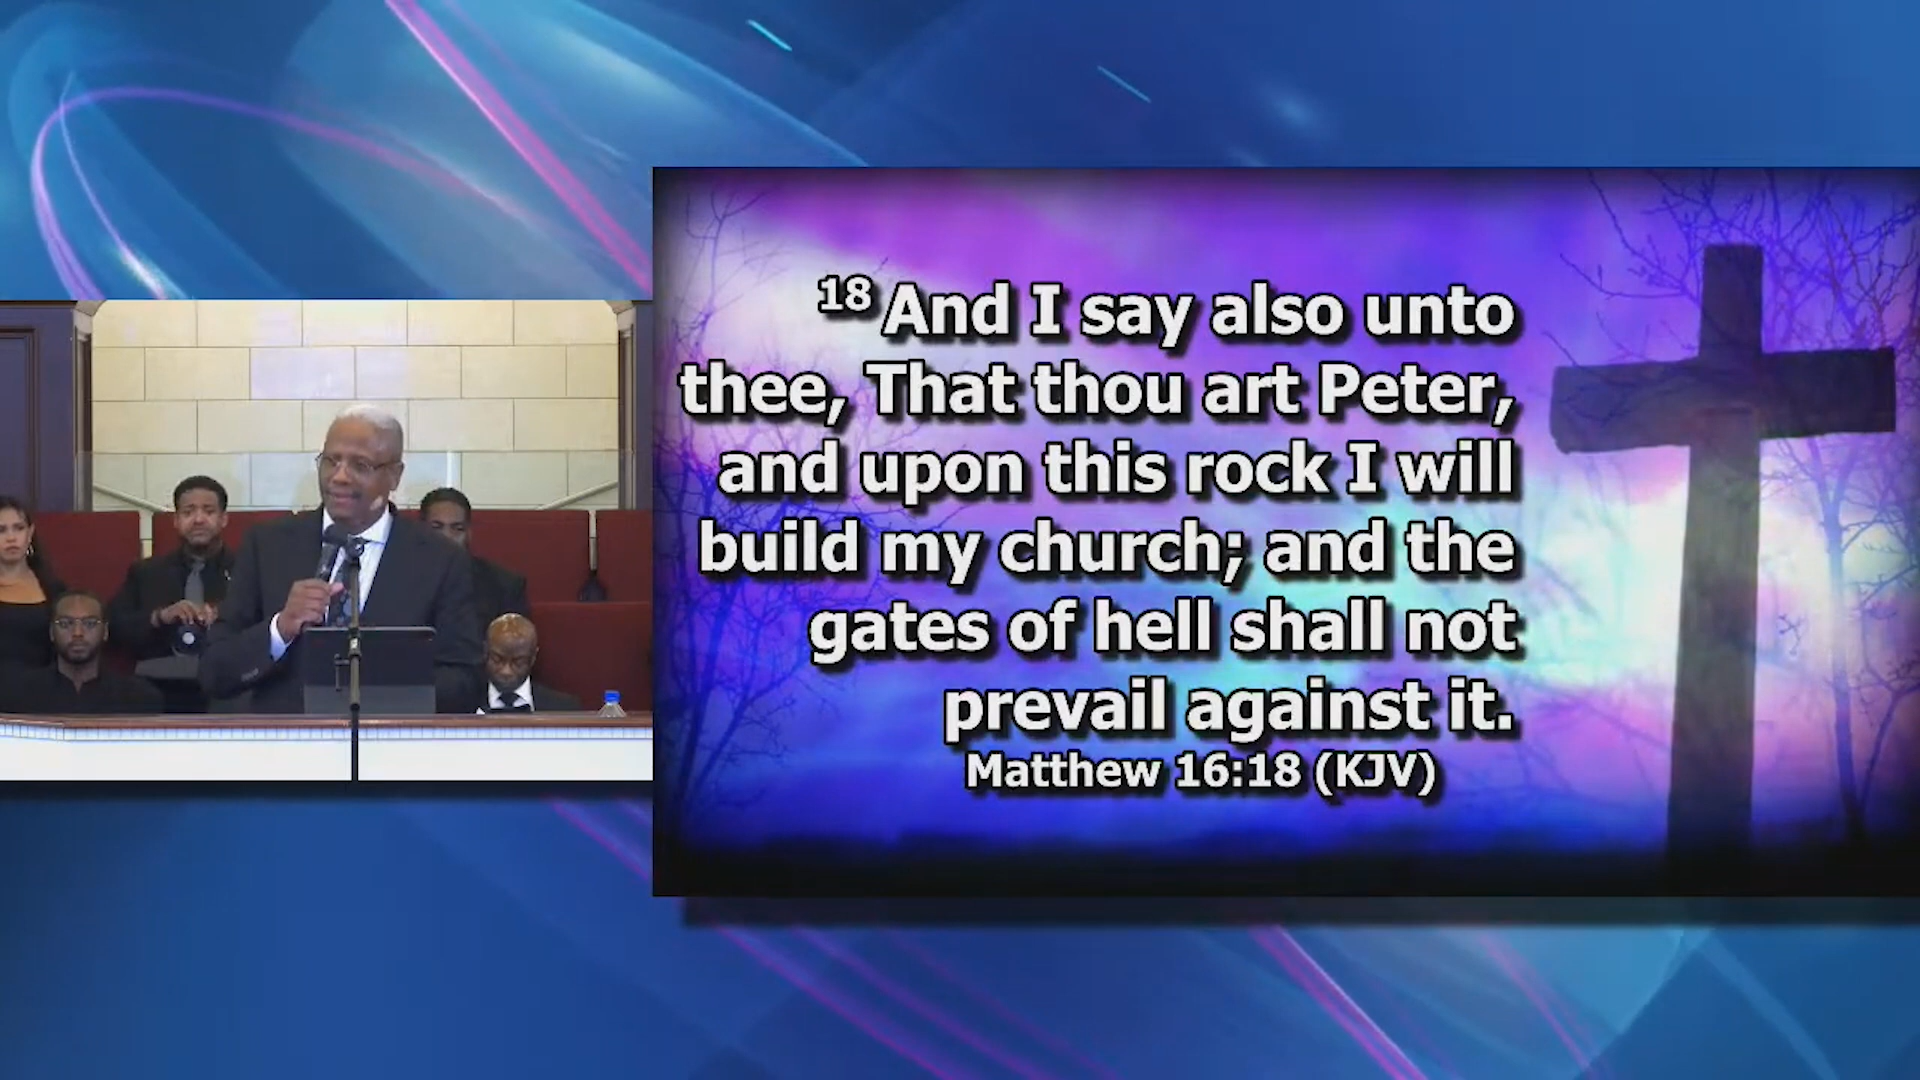 18 And I say also unto
thee, That thou art Peter,
and upon this rock I will
build my church; and the
gates of hell shall not
prevail against it.
Matthew 16:18 (KJV)